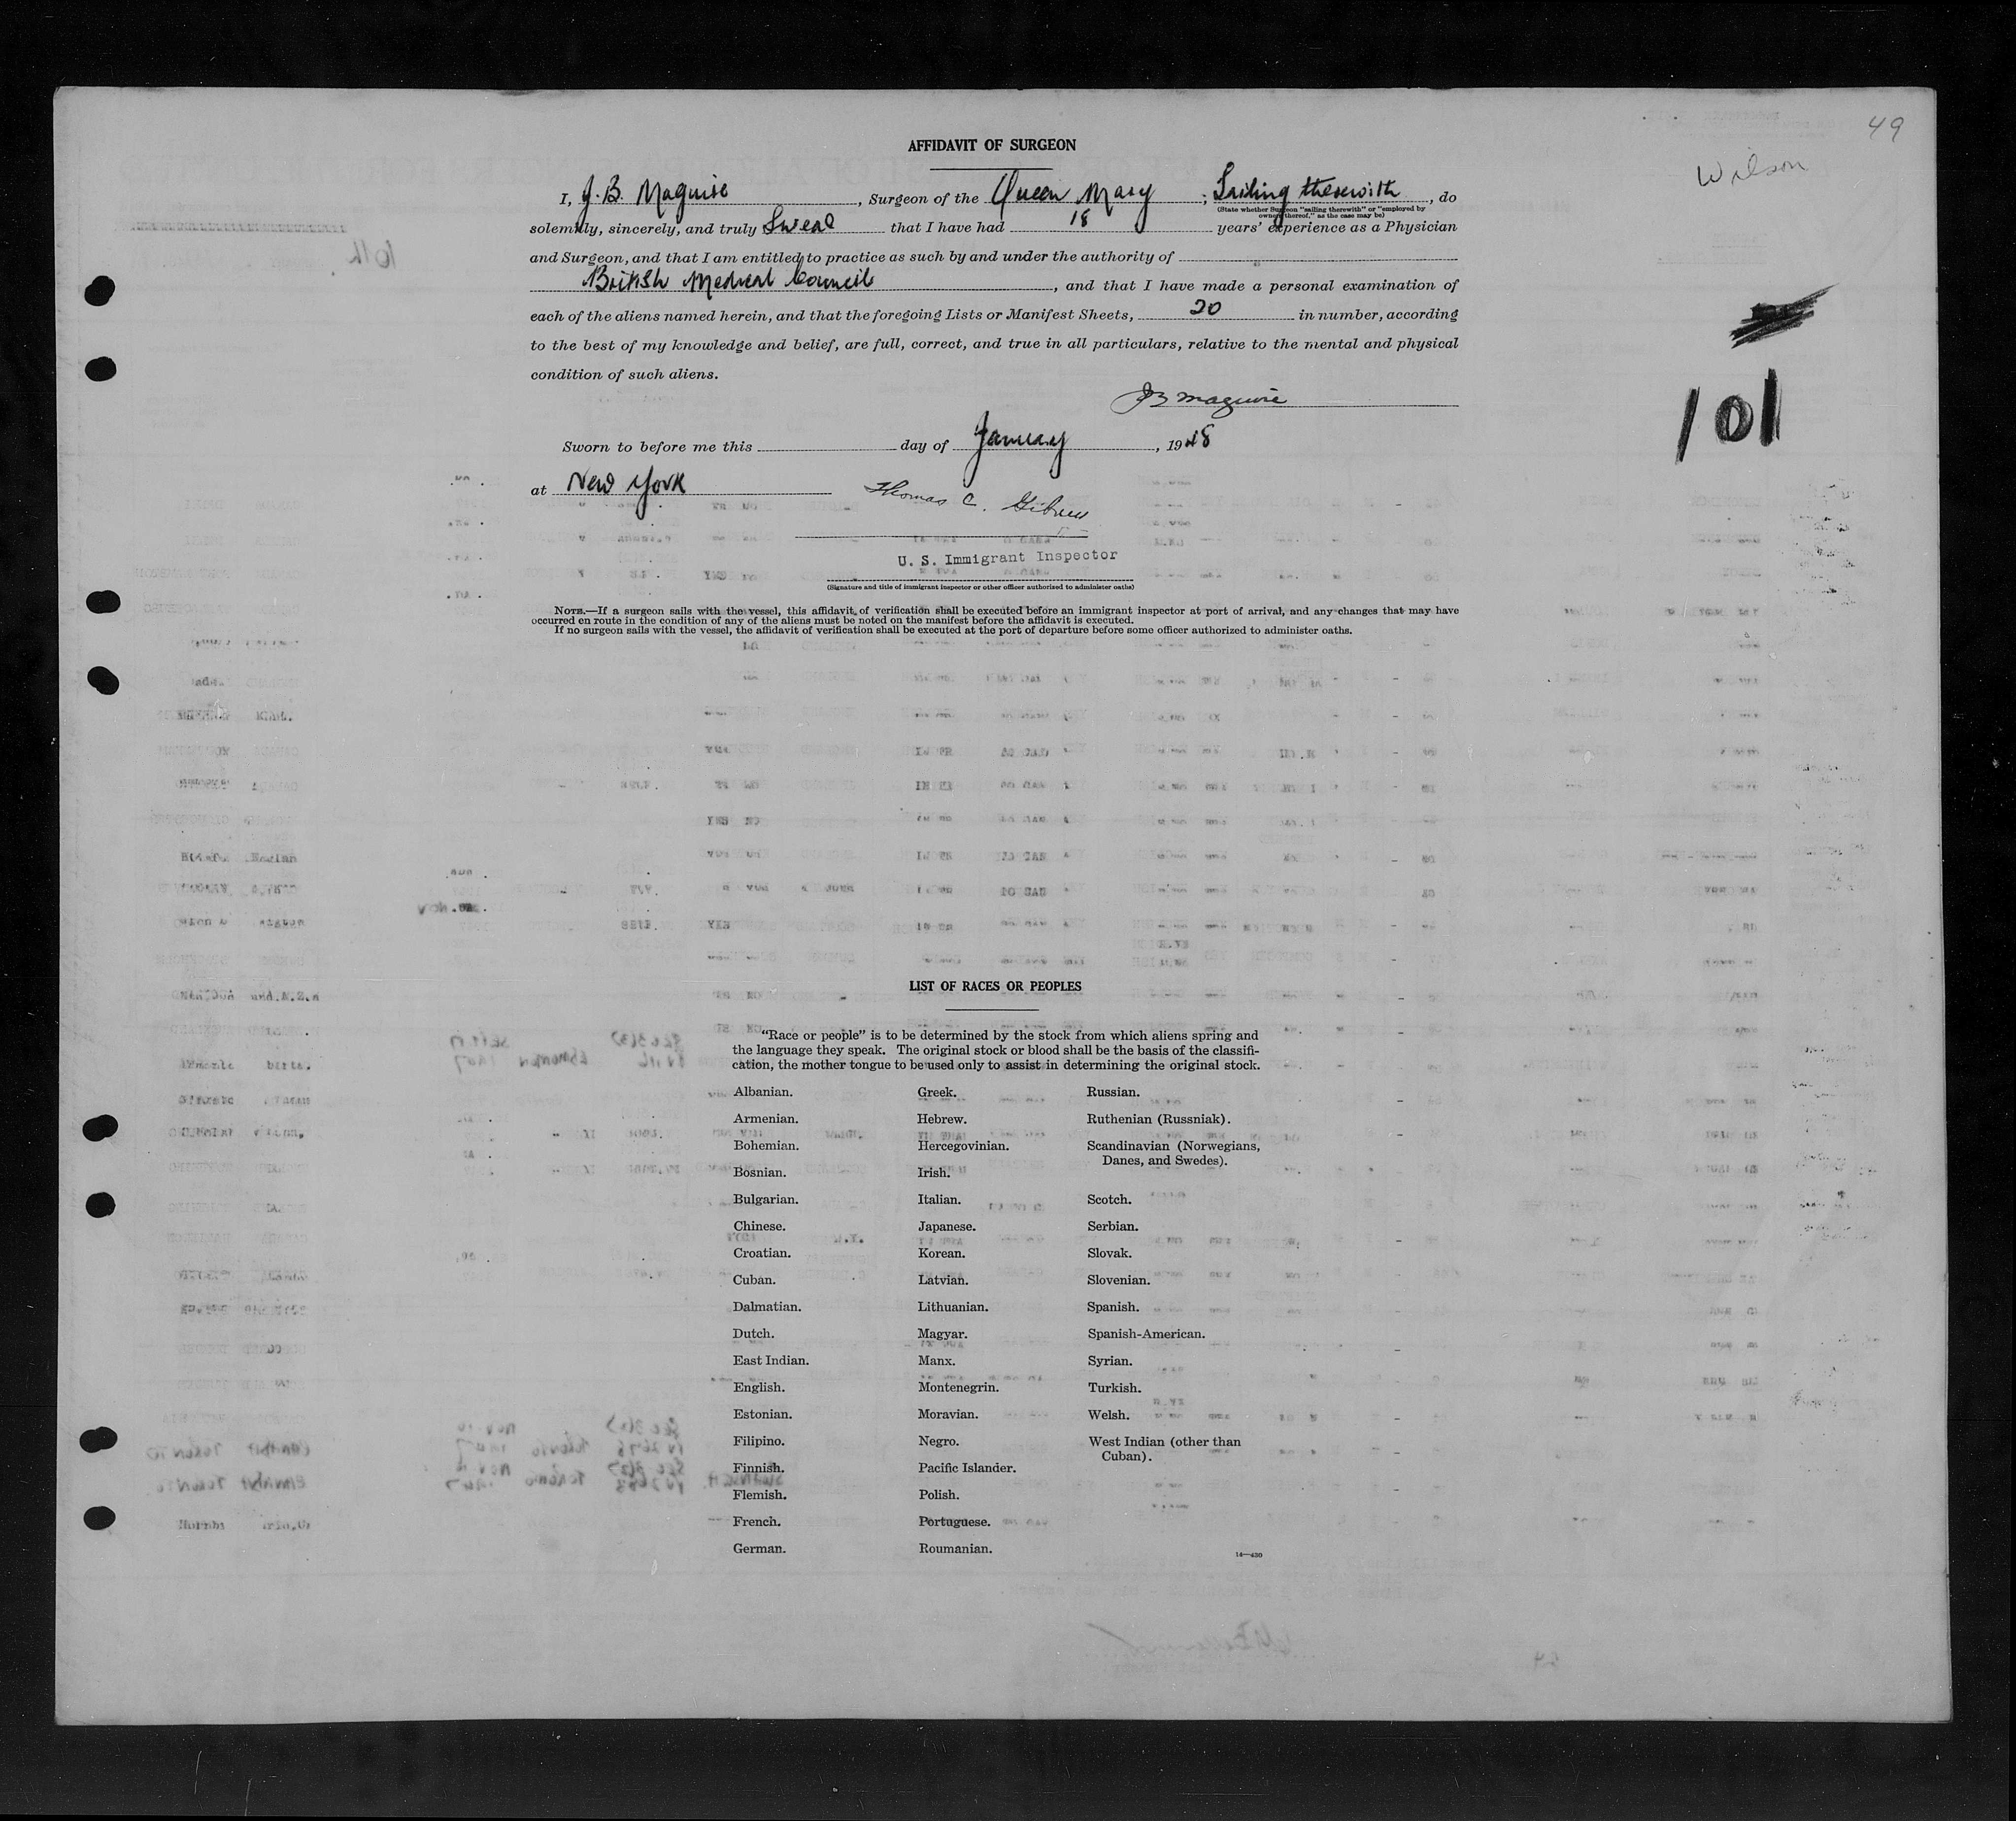 49
Wilson
AFFIDAVIT OF SURGEON
I, J. B. Maguire, Surgeon of the Queen Mary; Sailing therewith, do
(State whether Surgeon "sailing therewith" or "employed by
owners thereof," as the case may be)
solemnly, sincerely, and truly Swear that I have had 18 years' experience as a Physician
and Surgeon, and that I am entitled to practice as such by and under the authority of
British Medical Council, and that I have made a personal examination of
each of the aliens named herein, and that the foregoing Lists or Manifest Sheets, 20 in number, according
to the best of my knowledge and belief, are full, correct, and true in all particulars, relative to the mental and physical
condition of such aliens.
JB Maguire
101
Sworn to before me this day of January, 1948
at New York
Thomas C.
U. S. Immigrant Inspector
(Signature and title of immigrant inspector or other officer authorized to administer oaths)
NOTE.—If a surgeon sails with the vessel, this affidavit of verification shall be executed before an immigrant inspector at port of arrival, and any changes that may have
occurred en route in the condition of any of the aliens must be noted on the manifest before the affidavit is executed.
If no surgeon sails with the vessel, the affidavit of verification shall be executed at the port of departure before some officer authorized to administer oaths.
LIST OF RACES OR PEOPLES
"Race or people" is to be determined by the stock from which aliens spring and
the language they speak. The original stock or blood shall be the basis of the classifi-
cation, the mother tongue to be used only to assist in determining the original stock.
Albanian.
Armenian.
Bohemian.
Bosnian.
Bulgarian.
Chinese.
Croatian.
Cuban.
Dalmatian.
Dutch.
East Indian.
English.
Estonian.
Filipino.
Finnish.
Flemish.
French.
German.
Greek.
Hebrew.
Hercegovinian.
Irish.
Italian.
Japanese.
Korean.
Latvian.
Lithuanian.
Magyar.
Manx.
Montenegrin.
Moravian.
Negro.
Pacific Islander.
Polish.
Portuguese.
Roumanian.
Russian.
Ruthenian (Russniak).
Scandinavian (Norwegians,
Danes, and Swedes).
Scotch.
Serbian.
Slovak.
Slovenian.
Spanish.
Spanish-American.
Syrian.
Turkish.
Welsh.
West Indian (other than
Cuban).
14—430